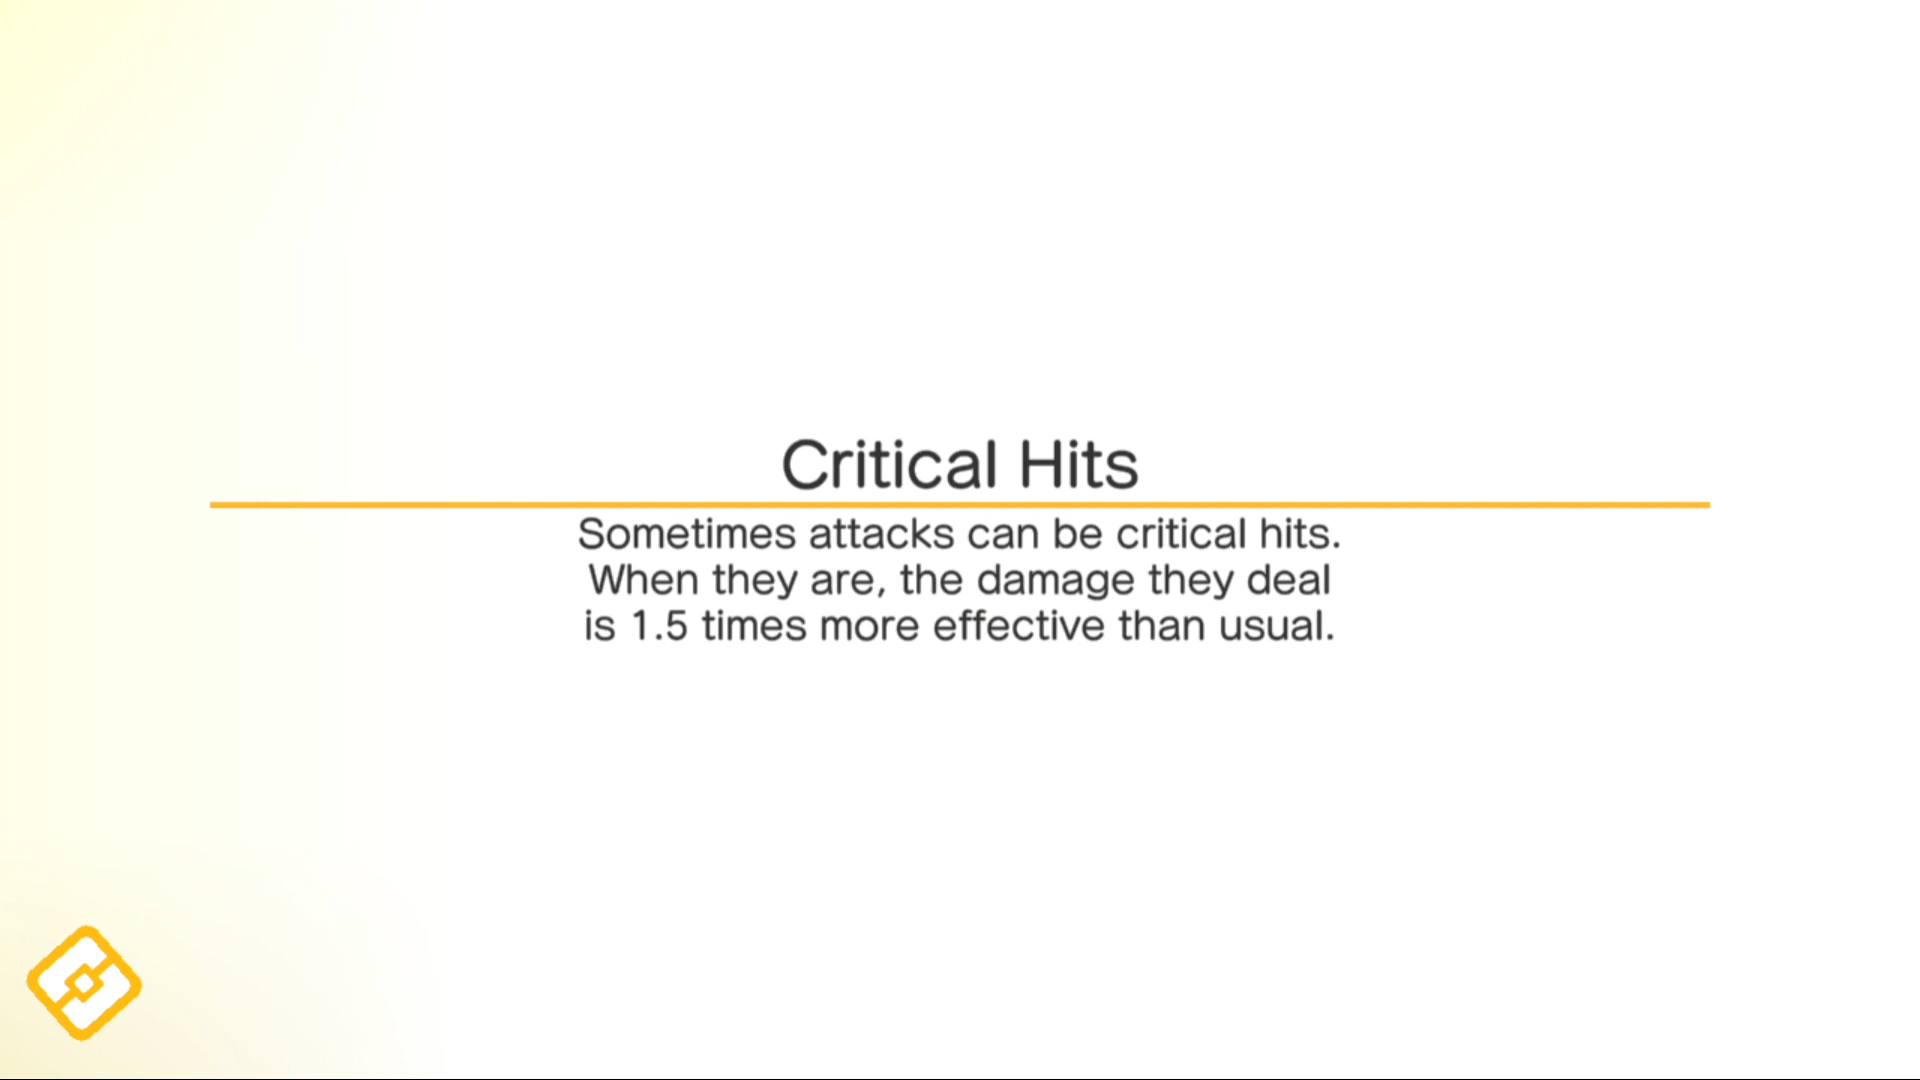 Critical Hits
Sometimes attacks can be critical hits.
When they are, the damage they deal
is 1.5 times more effective than usual.